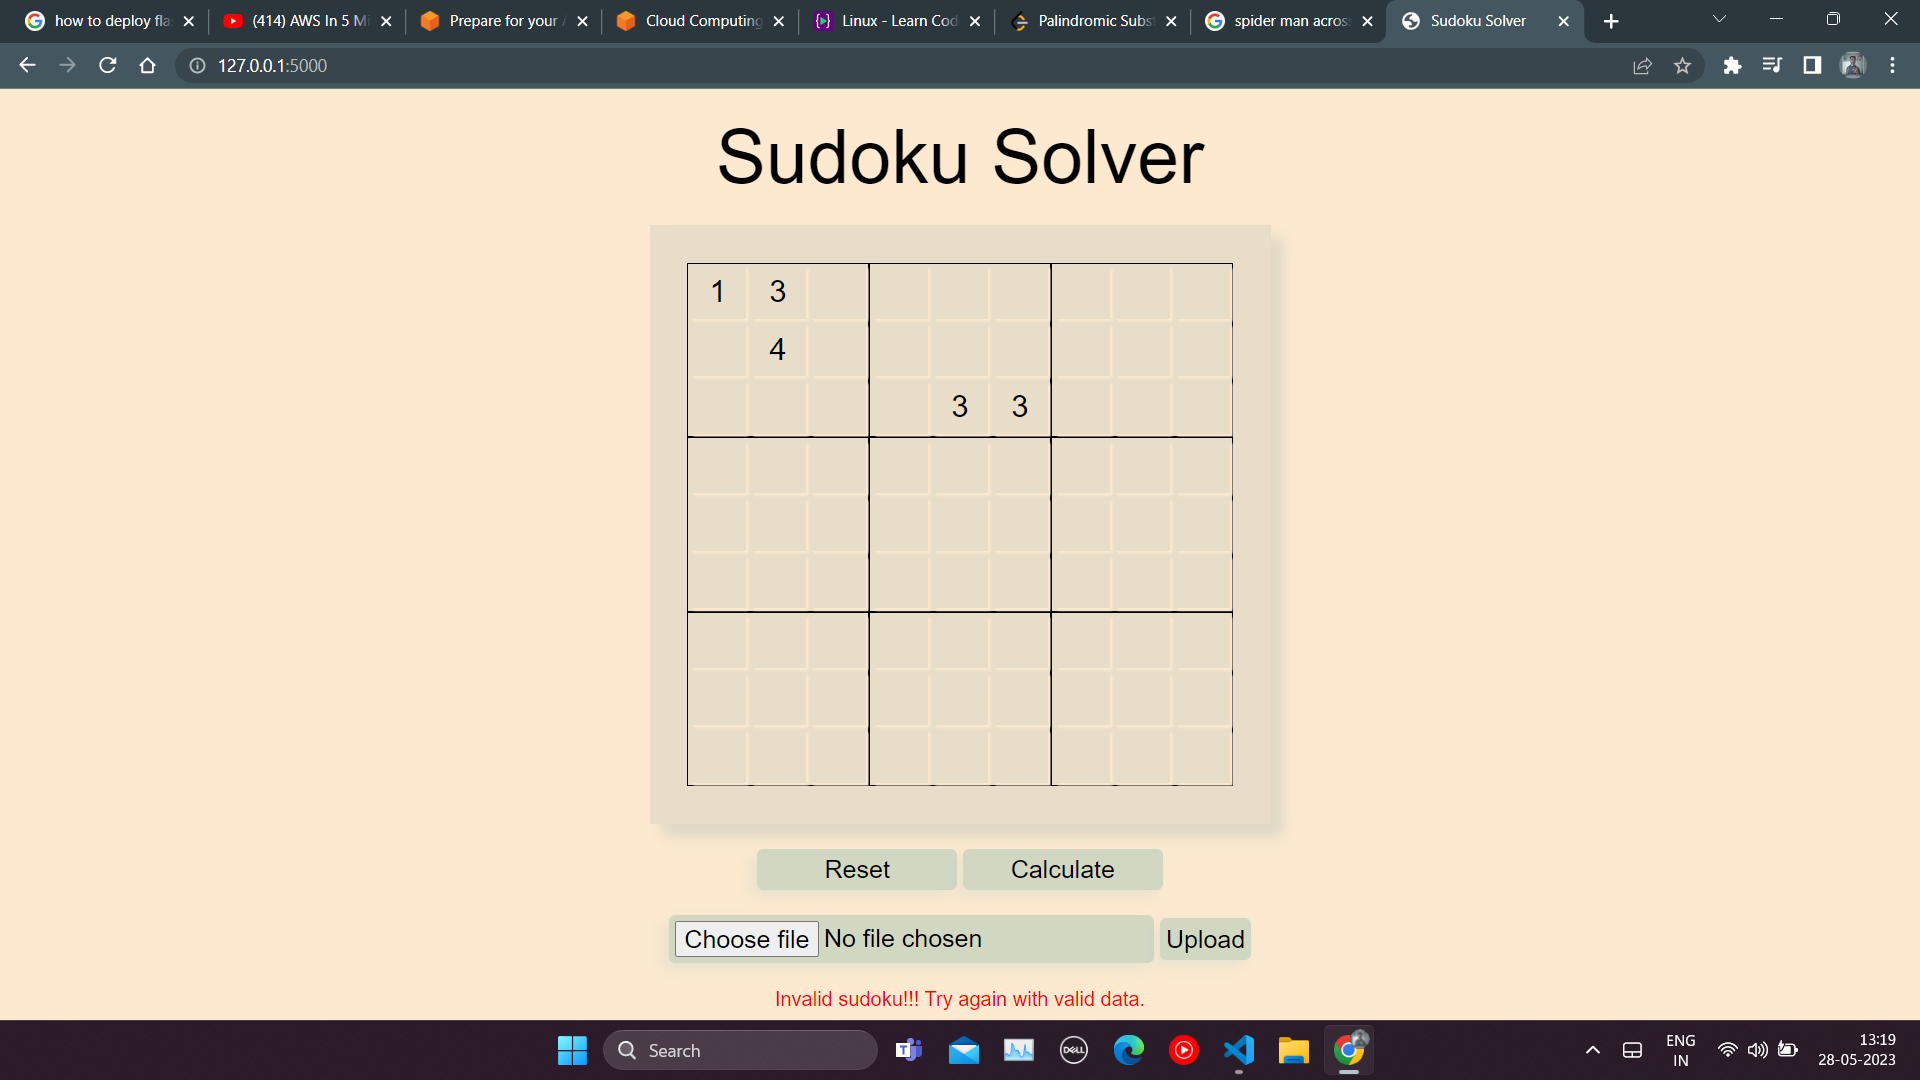 how to deploy fla
(414) AWS In 5 Mi
Prepare for your A
Cloud Computing
Linux - Learn Cod
Palindromic Subst
spider man acros
Sudoku Solver
127.0.0.1:5000
Sudoku Solver
1 3
4
3 3
Reset Calculate
Choose file No file chosen Upload
Invalid sudoku!!! Try again with valid data.
Search
DELL
ENG
IN
13:19
28-05-2023